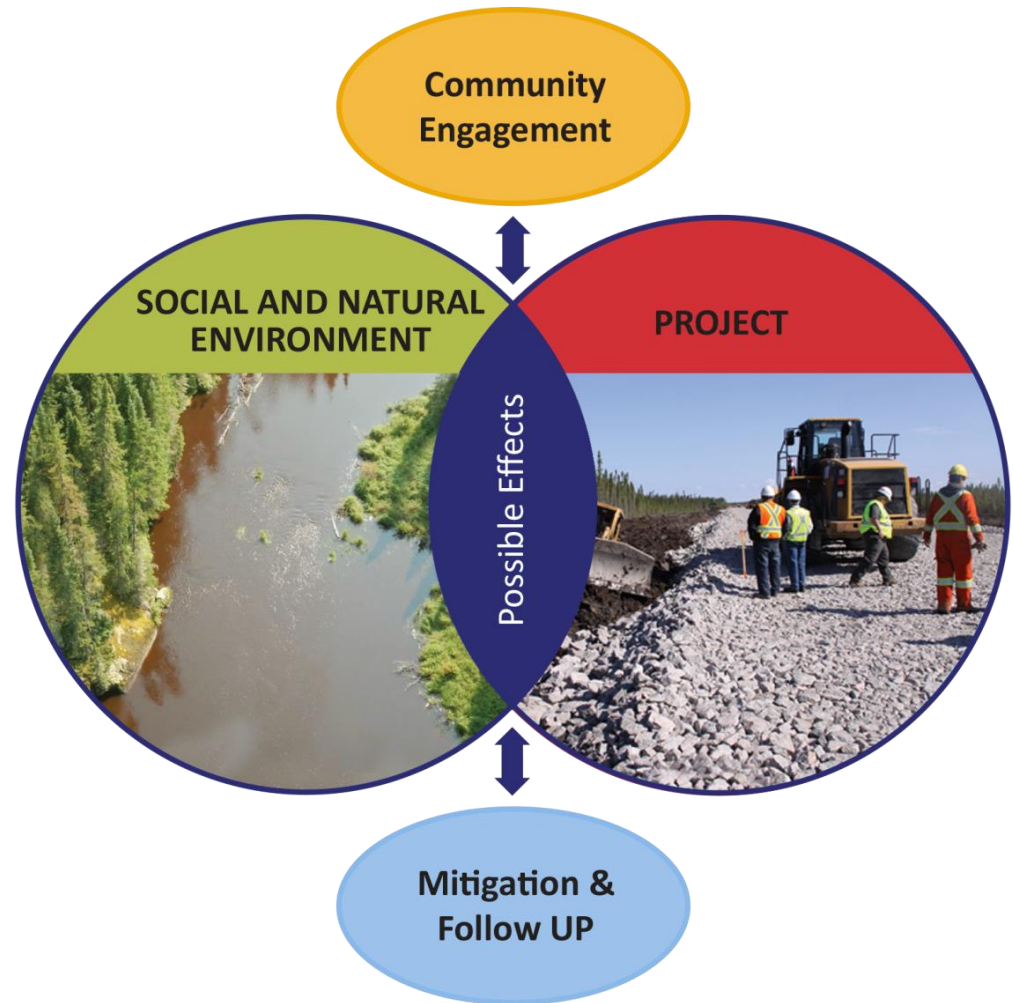 Community
Engagement
SOCIAL AND NATURAL
ENVIRONMENT
PROJECT
Possible Effects
Mitigation &
Follow UP